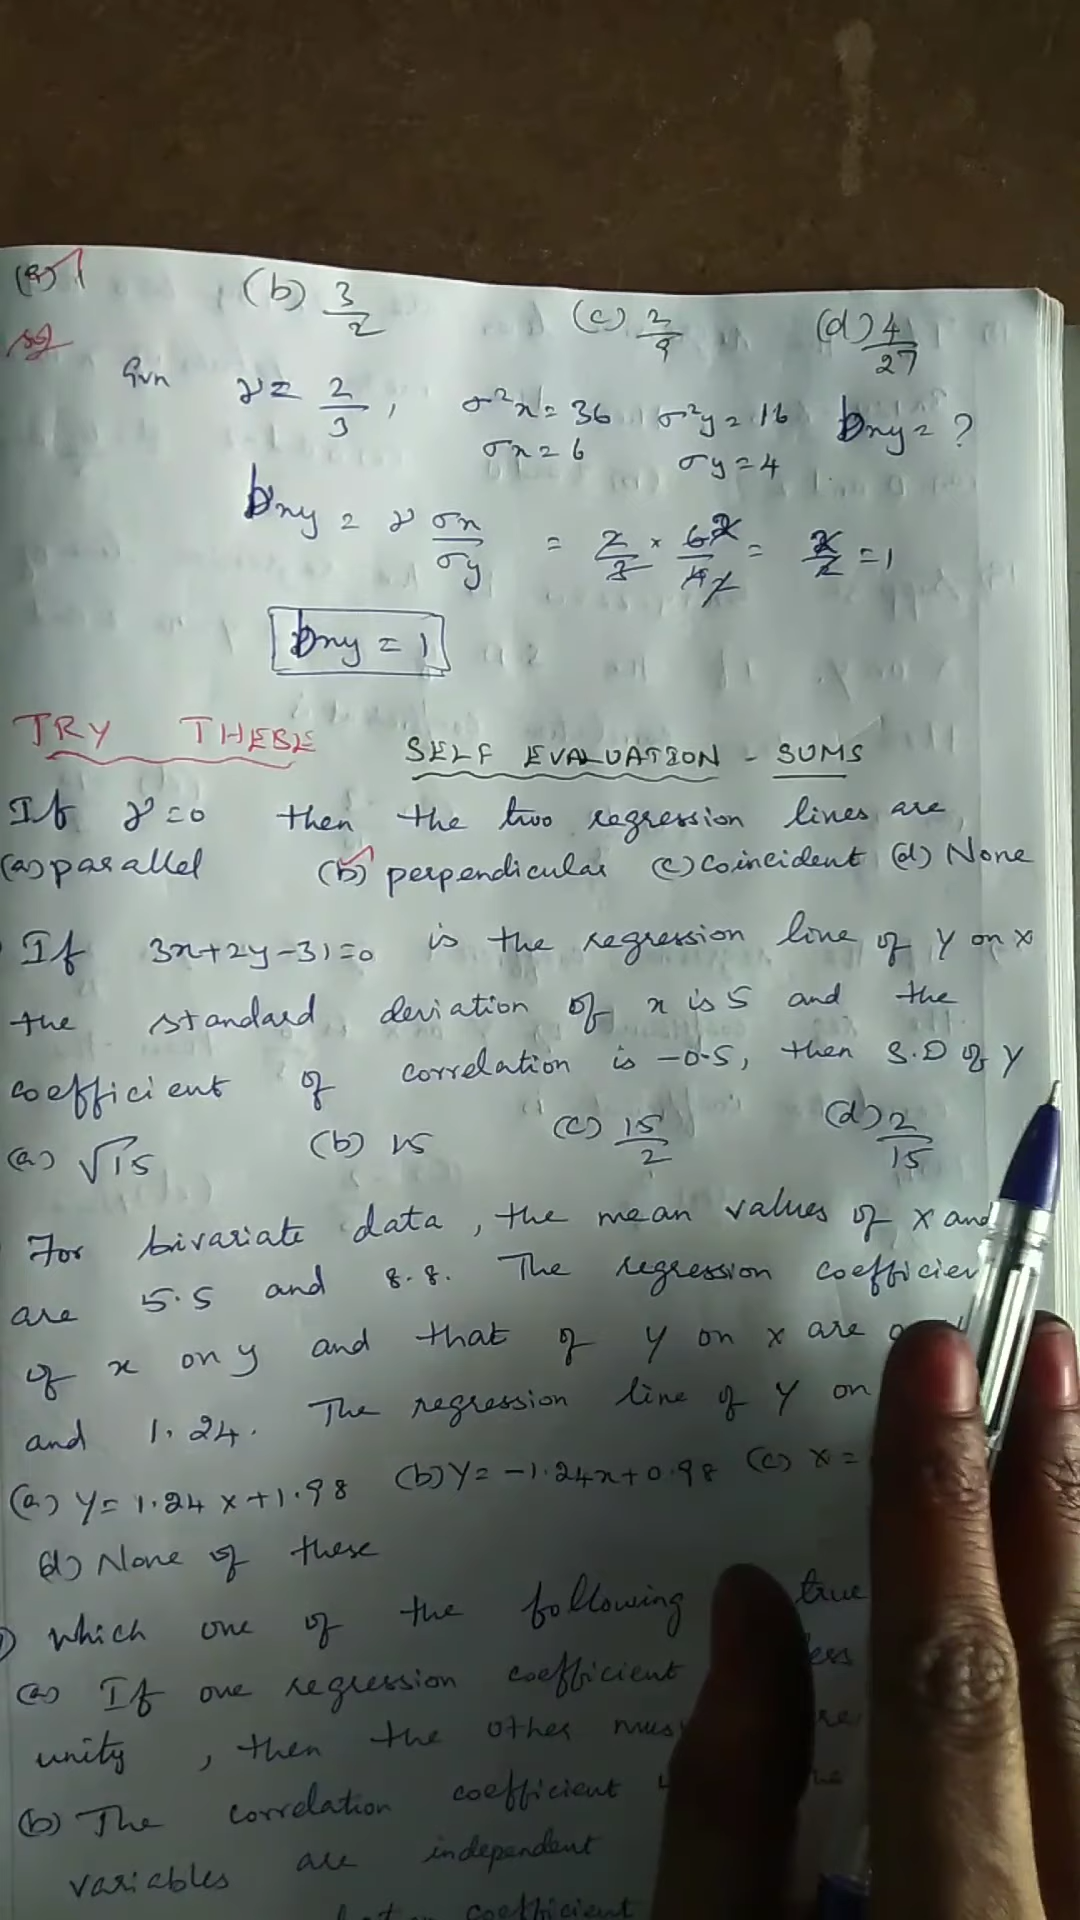 (a) 1 (b) 3/2 (c) 2/9 (d) 4/27
Sol
Gvn r = 2/3, σ²x = 36 σ²y = 16 bxy = ?
σx = 6 σy = 4
bxy = r σx/σy = 2/3 × 6/4 = 2/2 = 1
bxy = 1
TRY THESE SELF EVALUATION - SUMS
If r = 0 then the two regression lines are
(a) parallel (b) perpendicular (c) coincident (d) None
If 3x+2y-31=0 is the regression line of y on x
the standard deviation of x is 5 and the
coefficient of correlation is -0.5, then S.D of y
(a) √15 (b) 15 (c) 15/2 (d) 2/15
For bivariate data, the mean values of x and
are 5.5 and 8.8. The regression
of x on y and that of y on x are
and 1.24. The regression line of y on
(a) y = 1.24x + 1.98 (b) y = -1.24x + 0.98 (c) x =
(d) None of these
which one of the following true
(a) If one regression coefficient
unity, then the other
(b) The correlation coefficient
variables are independent
coefficient